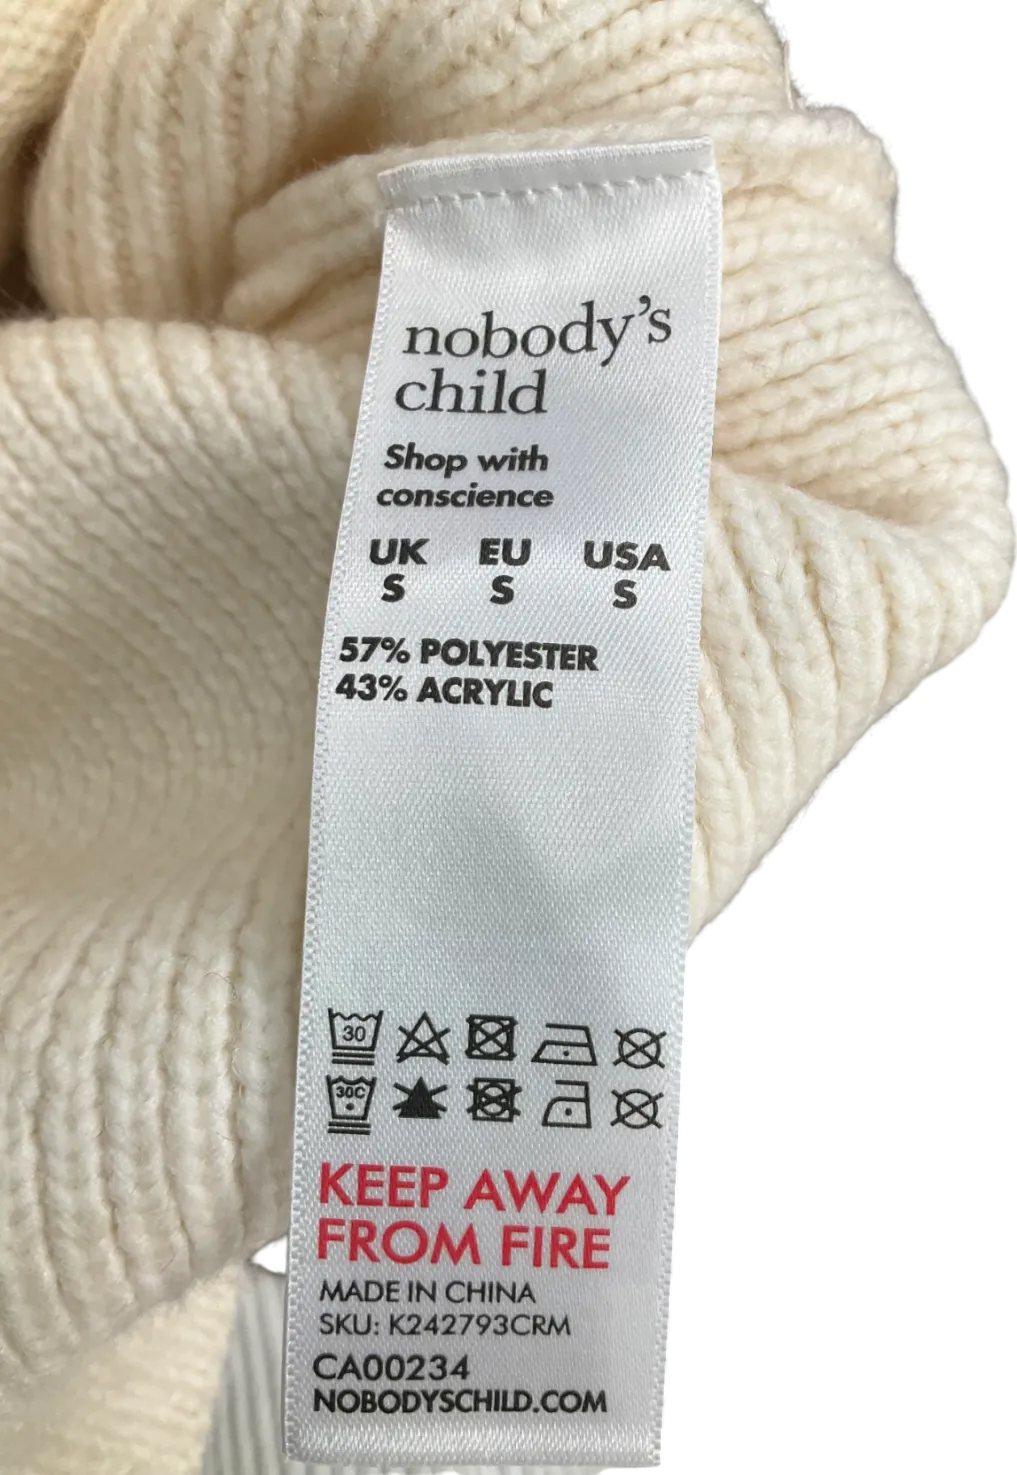 nobody's
child
Shop with
conscience
UK EU USA
S S S
57% POLYESTER
43% ACRYLIC
30
30C
KEEP AWAY
FROM FIRE
MADE IN CHINA
SKU: K242793CRM
CA00234
NOBODYSCHILD.COM